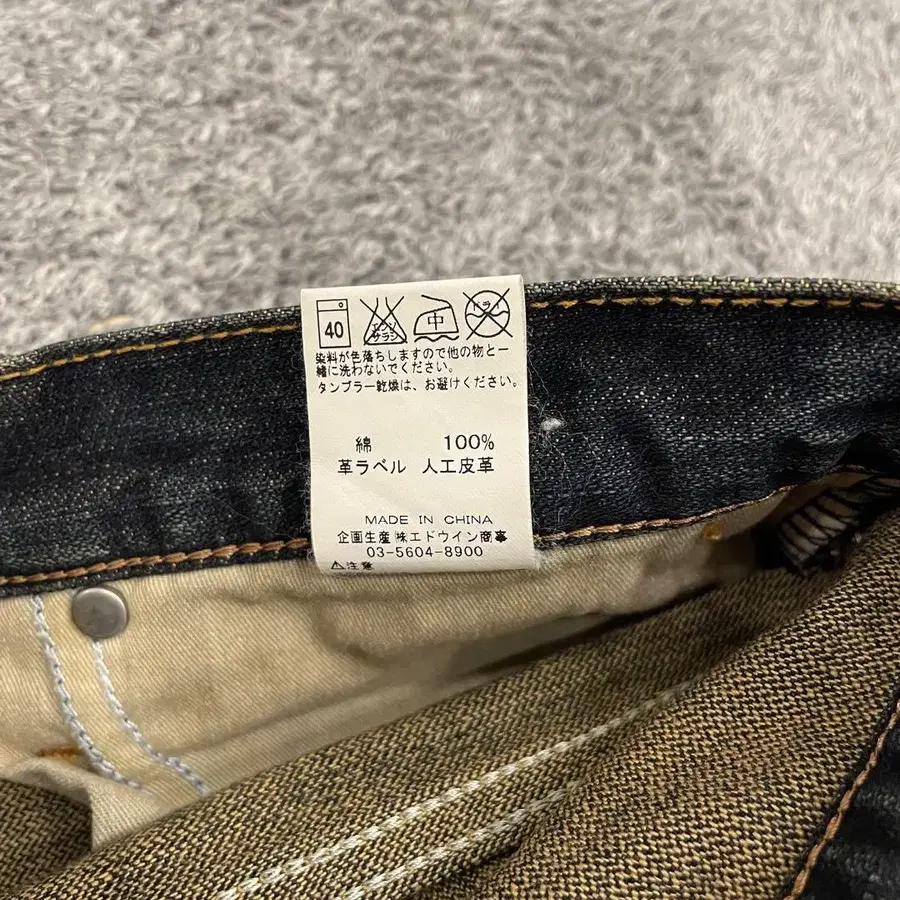 40 エンソサラシ 中 ドライ
染料が色落ちしますので他の物と一
緒に洗わないでください。
タンブラー乾燥は、お避けください。
綿 100%
革ラベル 人工皮革
MADE IN CHINA
企画生産 ㈱エドウイン商事
03-5604-8900
⚠注意